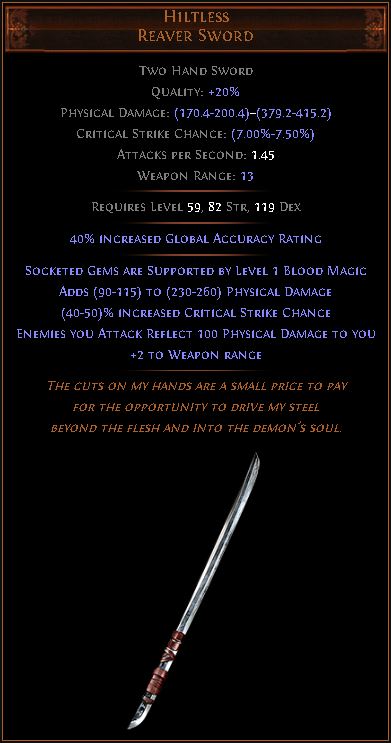 Hiltless
Reaver Sword
Two Hand Sword
Quality: +20%
Physical Damage: (170.4-200.4)–(379.2-415.2)
Critical Strike Chance: (7.00%-7.50%)
Attacks per Second: 1.45
Weapon Range: 13
Requires Level 59, 82 Str, 119 Dex
40% increased Global Accuracy Rating
Socketed Gems are Supported by Level 1 Blood Magic
Adds (90-115) to (230-260) Physical Damage
(40-50)% increased Critical Strike Chance
Enemies you Attack Reflect 100 Physical Damage to you
+2 to Weapon range
The cuts on my hands are a small price to pay
for the opportunity to drive my steel
beyond the flesh and into the demon's soul.